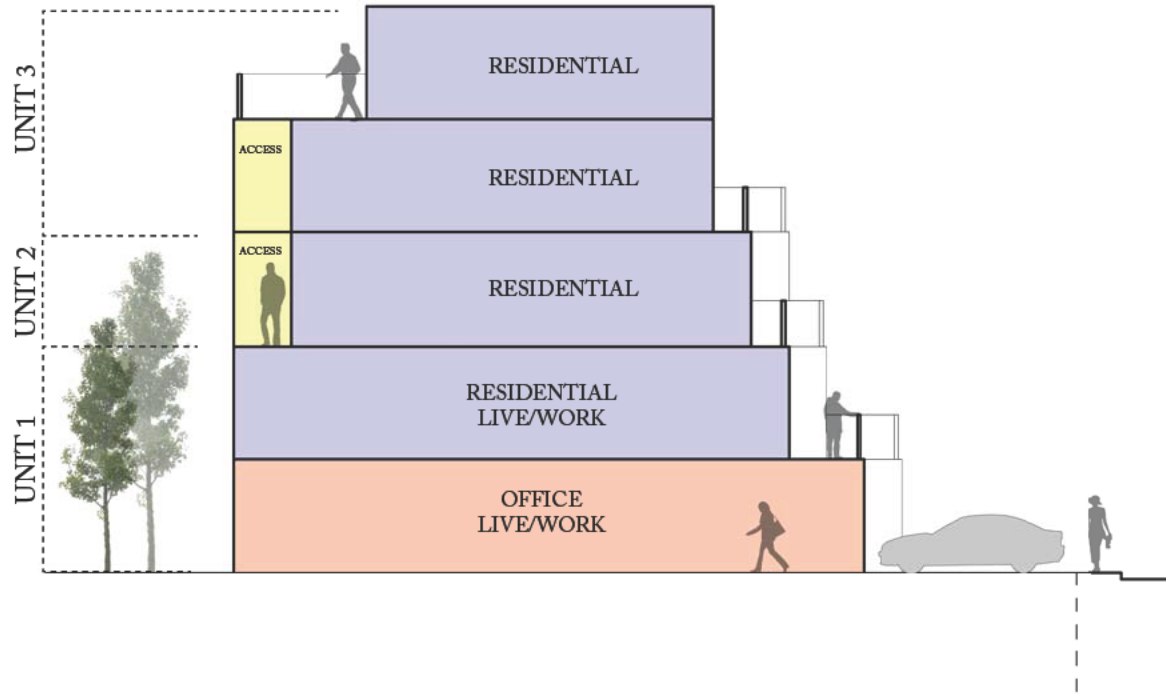 UNIT 3
RESIDENTIAL
ACCESS
RESIDENTIAL
UNIT 2
ACCESS
RESIDENTIAL
UNIT 1
RESIDENTIAL
LIVE/WORK
OFFICE
LIVE/WORK